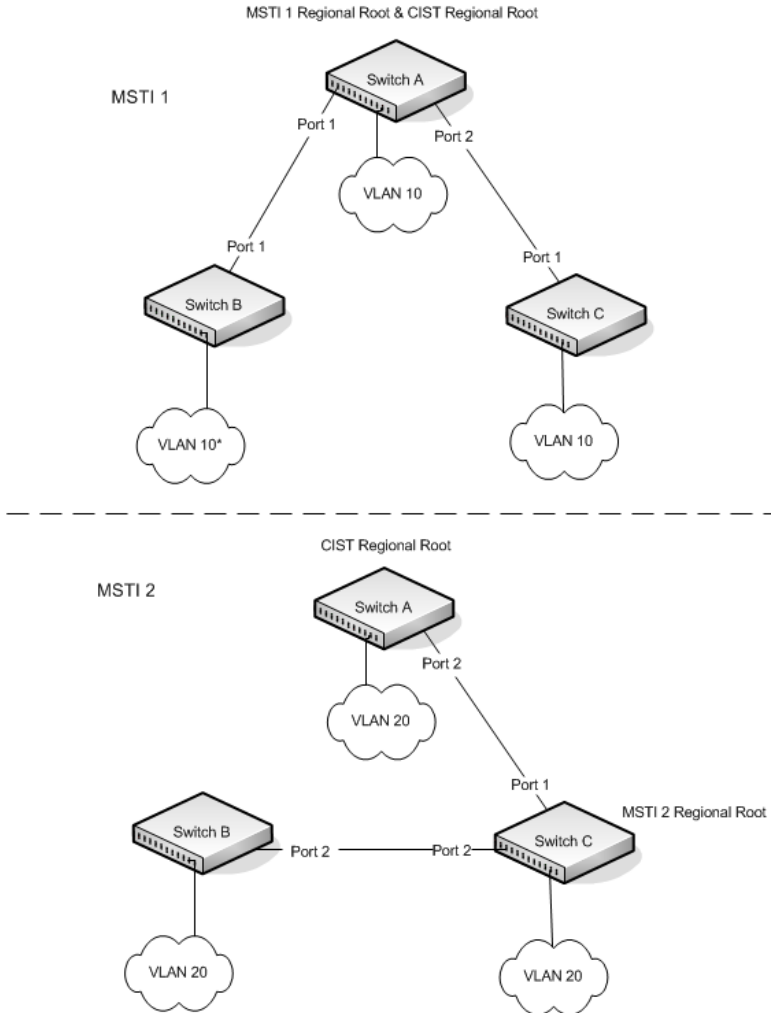 MSTI 1 Regional Root & CIST Regional Root
Switch A
MSTI 1
Port 1
Port 2
VLAN 10
Port 1
Port 1
Switch B
Switch C
VLAN 10*
VLAN 10
CIST Regional Root
MSTI 2
Switch A
Port 2
VLAN 20
Port 1
MSTI 2 Regional Root
Switch B
Switch C
Port 2
Port 2
VLAN 20
VLAN 20